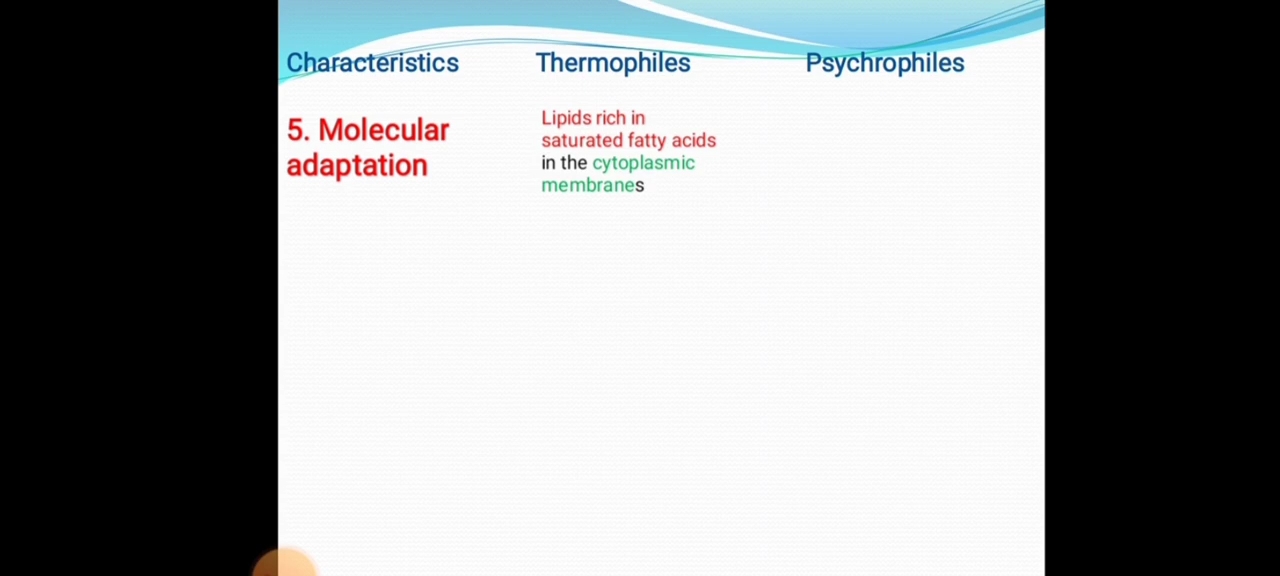 Characteristics Thermophiles Psychrophiles
5. Molecular
adaptation
Lipids rich in
saturated fatty acids
in the cytoplasmic
membranes